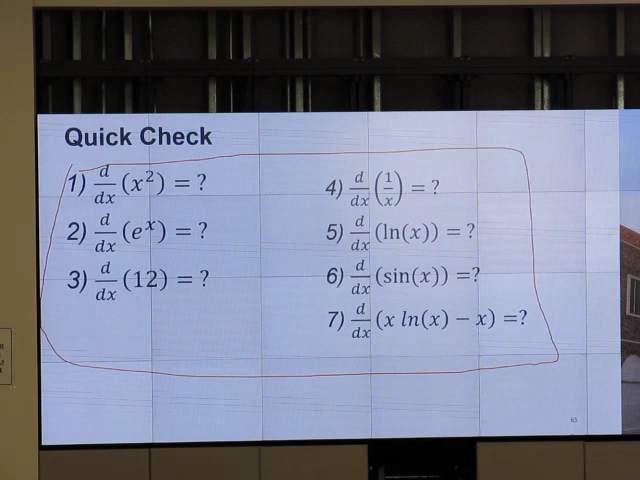 Quick Check
1) d/dx (x²) = ?
2) d/dx (eˣ) = ?
3) d/dx (12) = ?
4) d/dx (1/x) = ?
5) d/dx (ln(x)) = ?
6) d/dx (sin(x)) =?
7) d/dx (x ln(x) − x) =?
63